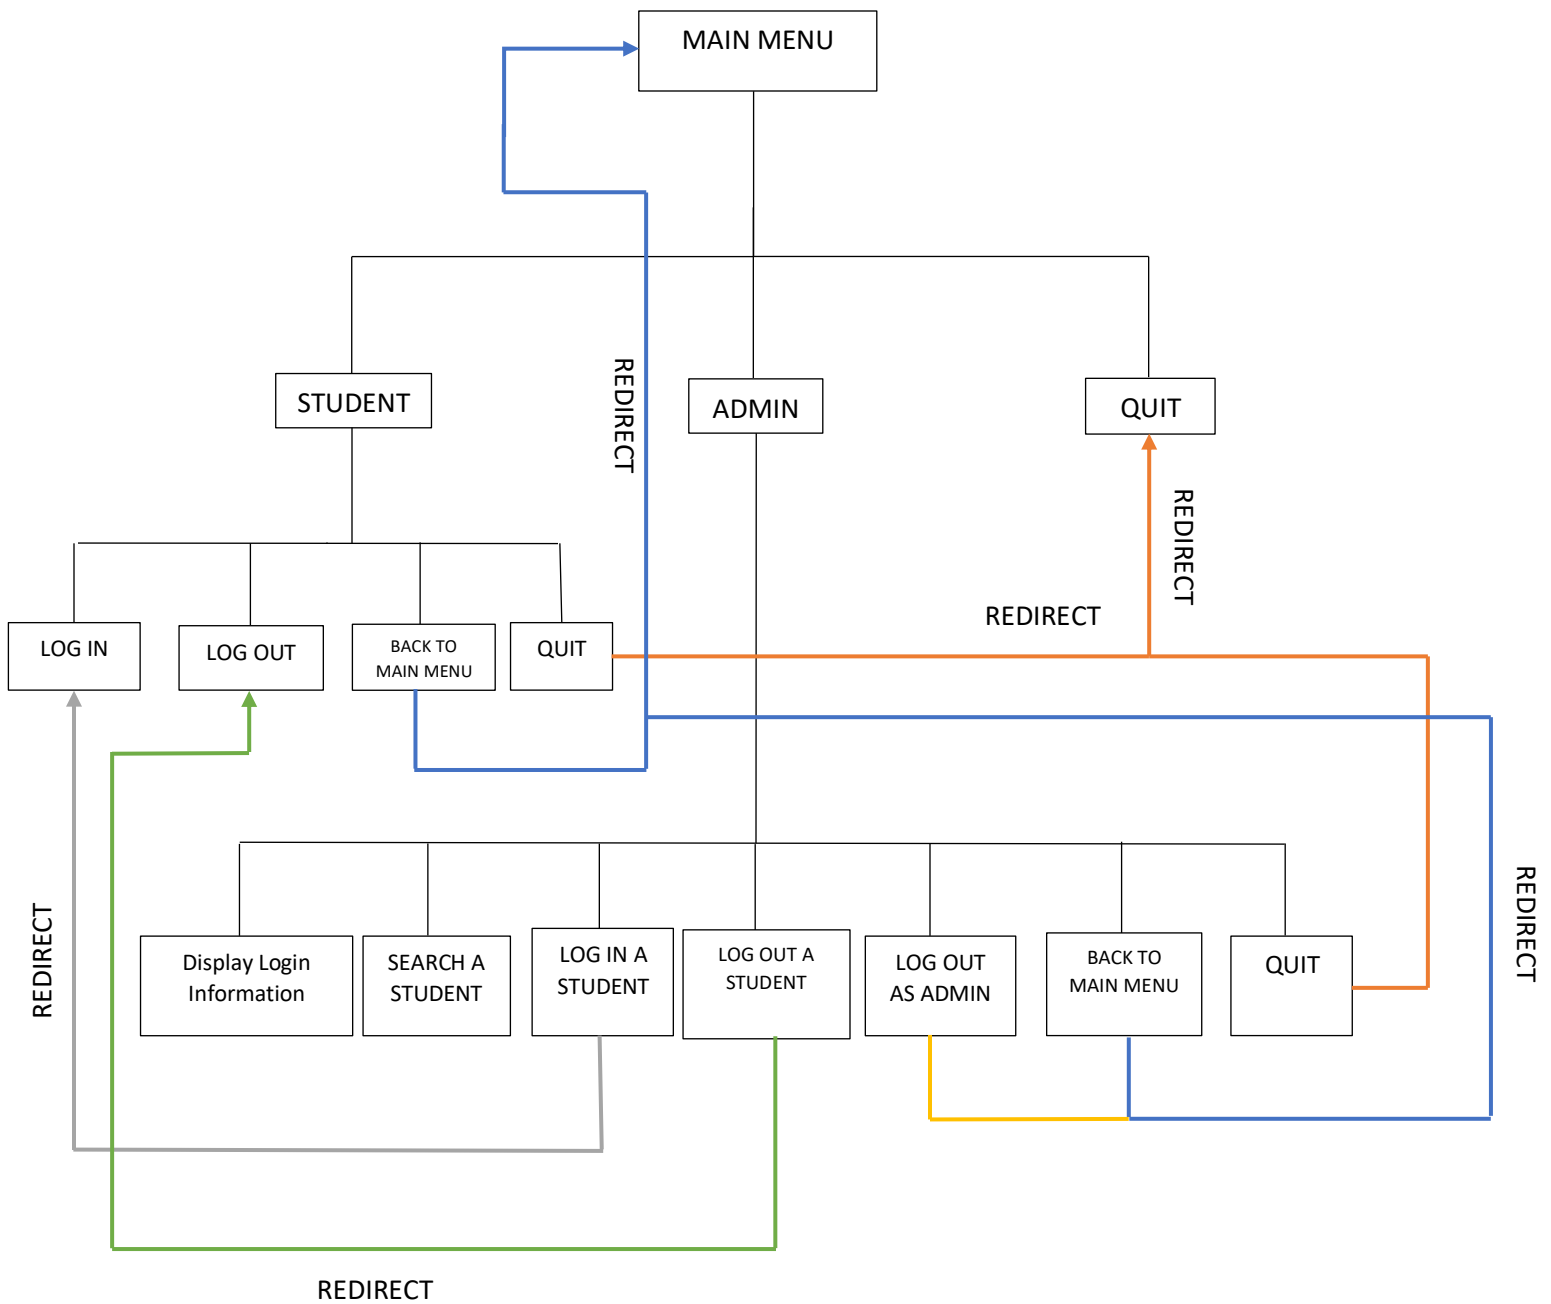 MAIN MENU
REDIRECT
STUDENT
ADMIN
QUIT
REDIRECT
REDIRECT
LOG IN
LOG OUT
BACK TO
MAIN MENU
QUIT
REDIRECT
REDIRECT
Display Login
Information
SEARCH A
STUDENT
LOG IN A
STUDENT
LOG OUT A
STUDENT
LOG OUT
AS ADMIN
BACK TO
MAIN MENU
QUIT
REDIRECT